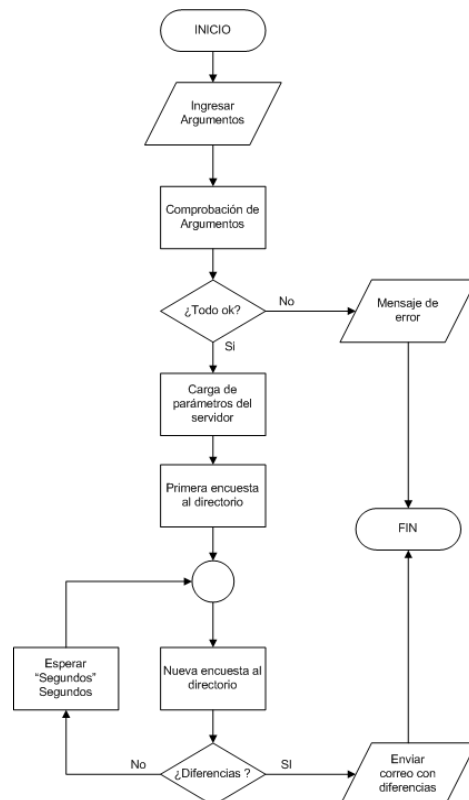 INICIO
Ingresar
Argumentos
Comprobación de
Argumentos
¿Todo ok?
No
Mensaje de
error
Si
Carga de
parámetros del
servidor
Primera encuesta
al directorio
FIN
Esperar
“Segundos”
Segundos
Nueva encuesta al
directorio
No
¿Diferencias ?
SI
Enviar
correo con
diferencias